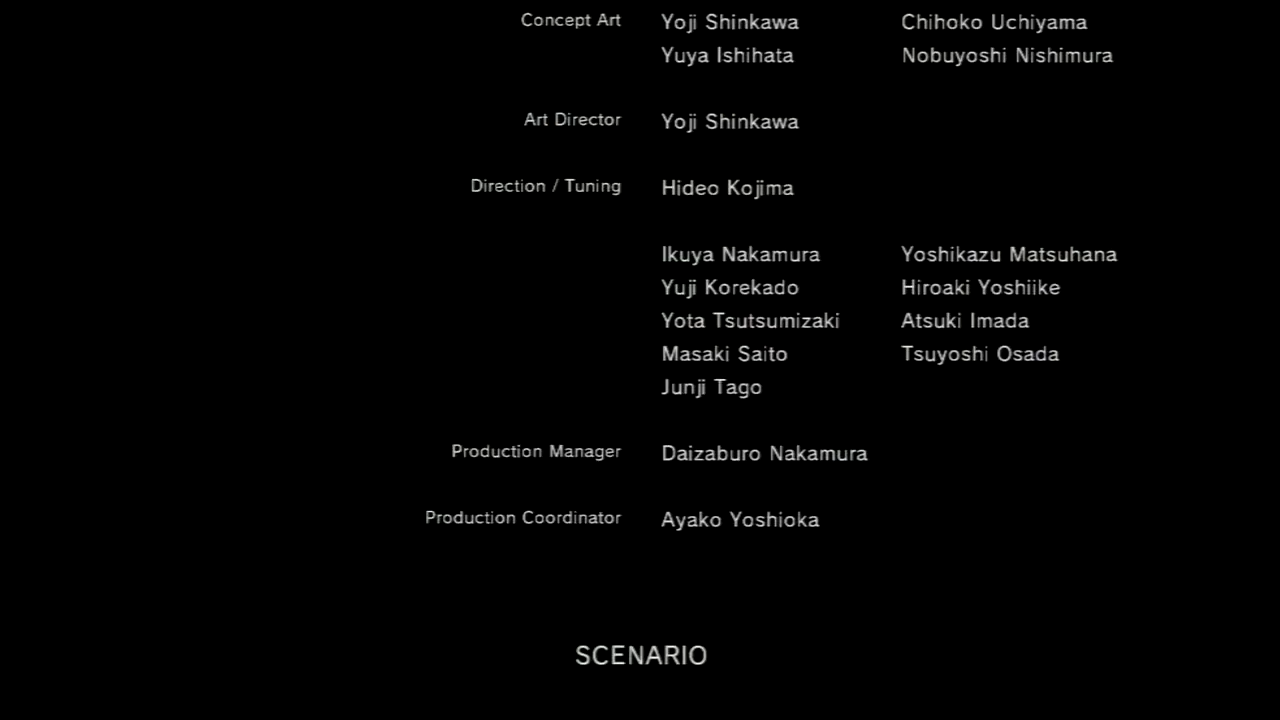 Concept Art Yoji Shinkawa Chihoko Uchiyama
Yuya Ishihata Nobuyoshi Nishimura
Art Director Yoji Shinkawa
Direction / Tuning Hideo Kojima
Ikuya Nakamura Yoshikazu Matsuhana
Yuji Korekado Hiroaki Yoshiike
Yota Tsutsumizaki Atsuki Imada
Masaki Saito Tsuyoshi Osada
Junji Tago
Production Manager Daizaburo Nakamura
Production Coordinator Ayako Yoshioka
SCENARIO